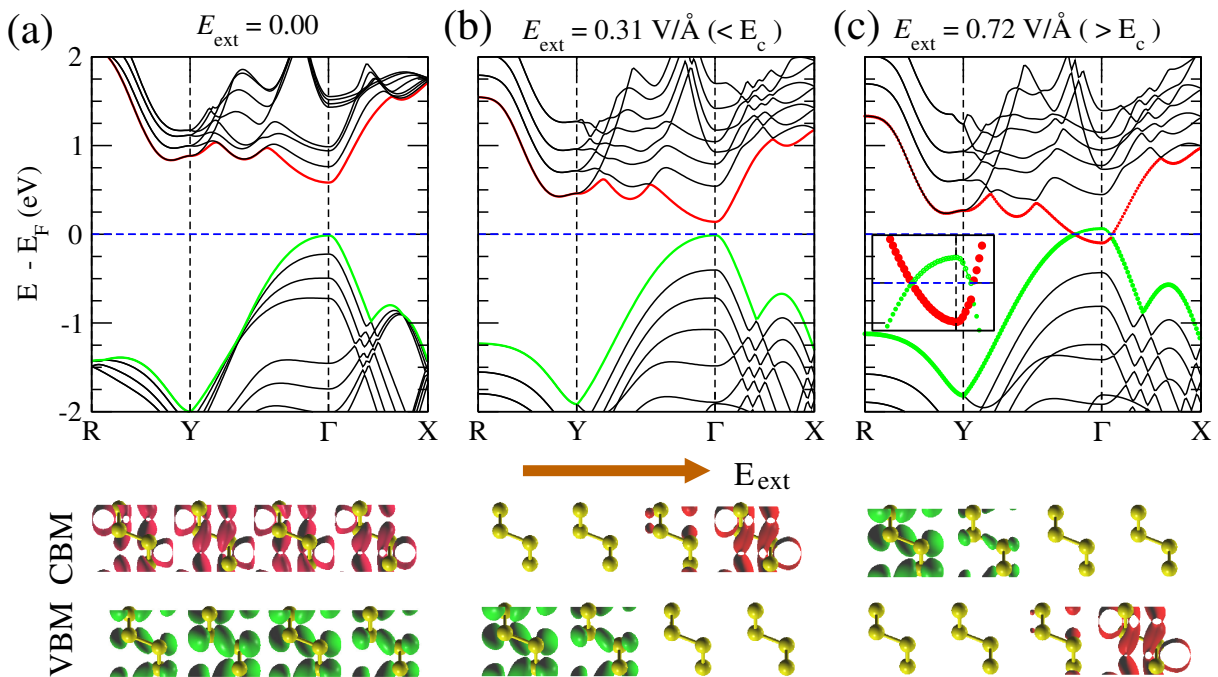 (a) E_ext = 0.00
(b) E_ext = 0.31 V/Å (< E_c)
(c) E_ext = 0.72 V/Å ( > E_c)
E - E_F (eV)
2
1
0
-1
-2
R Y Γ X
R Y Γ X
R Y Γ X
E_ext
CBM
VBM